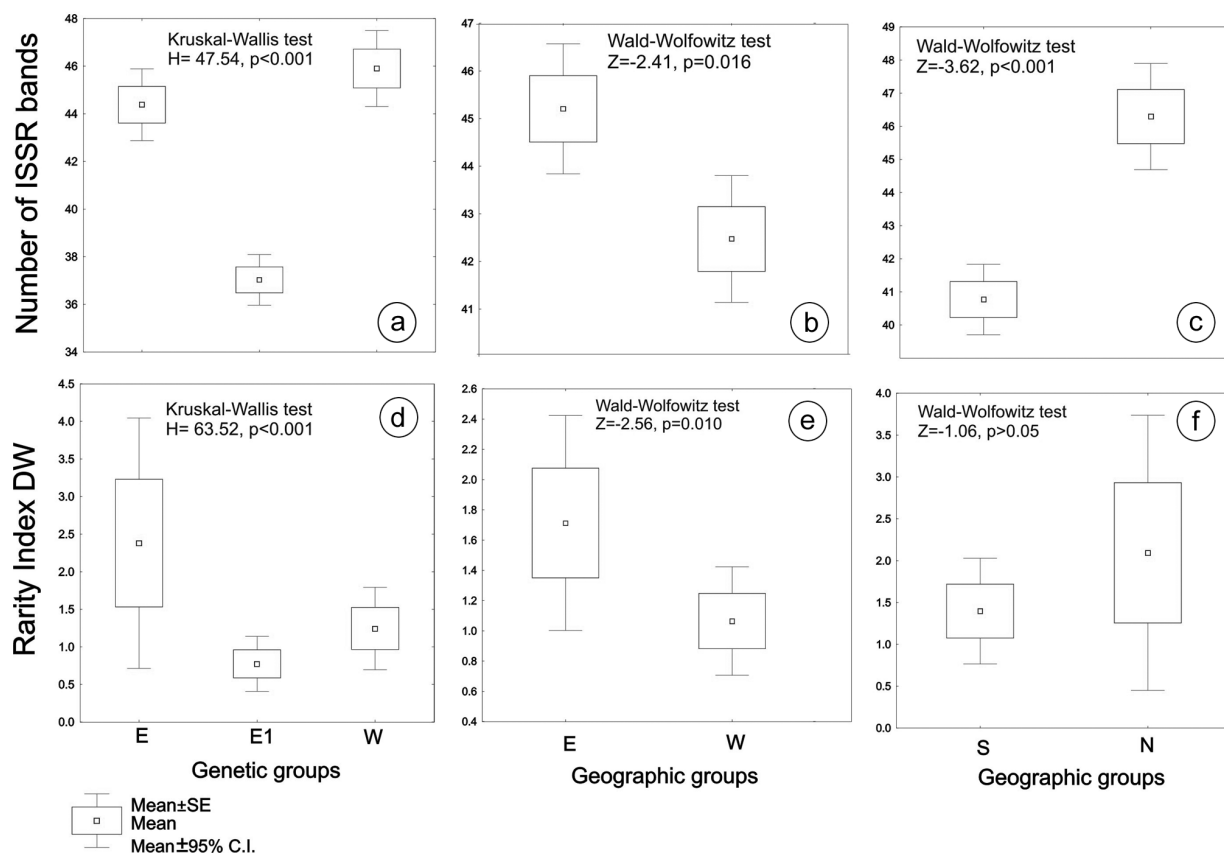 Number of ISSR bands
48
46
44
42
40
38
36
34
Kruskal-Wallis test
H= 47.54, p<0.001
a
47
46
45
44
43
42
41
Wald-Wolfowitz test
Z=-2.41, p=0.016
b
49
48
47
46
45
44
43
42
41
40
Wald-Wolfowitz test
Z=-3.62, p<0.001
c
Rarity Index DW
4.5
4.0
3.5
3.0
2.5
2.0
1.5
1.0
0.5
0.0
Kruskal-Wallis test
H= 63.52, p<0.001
d
E E1 W
Genetic groups
2.6
2.4
2.2
2.0
1.8
1.6
1.4
1.2
1.0
0.8
0.6
0.4
Wald-Wolfowitz test
Z=-2.56, p=0.010
e
E W
Geographic groups
4.0
3.5
3.0
2.5
2.0
1.5
1.0
0.5
0.0
Wald-Wolfowitz test
Z=-1.06, p>0.05
f
S N
Geographic groups
Mean±SE
Mean
Mean±95% C.I.